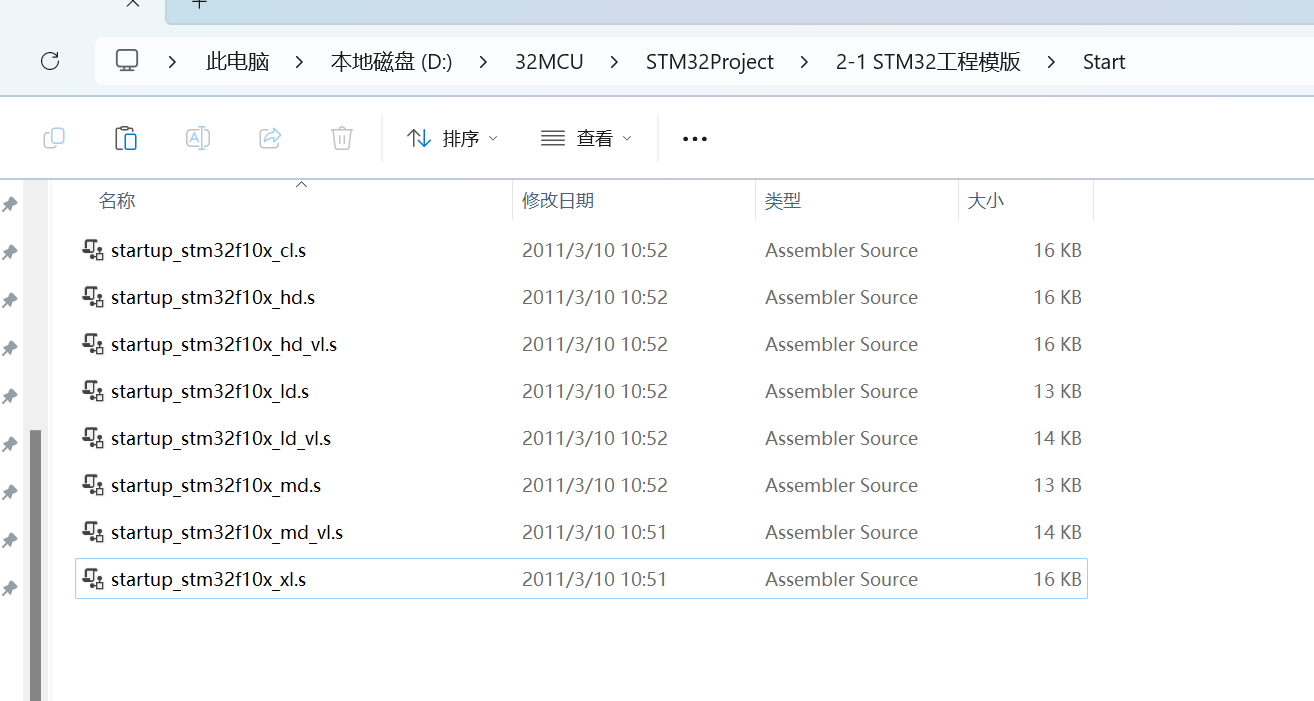 此电脑 > 本地磁盘 (D:) > 32MCU > STM32Project > 2-1 STM32工程模版 > Start
排序 查看
名称 修改日期 类型 大小
startup_stm32f10x_cl.s 2011/3/10 10:52 Assembler Source 16 KB
startup_stm32f10x_hd.s 2011/3/10 10:52 Assembler Source 16 KB
startup_stm32f10x_hd_vl.s 2011/3/10 10:52 Assembler Source 16 KB
startup_stm32f10x_ld.s 2011/3/10 10:52 Assembler Source 13 KB
startup_stm32f10x_ld_vl.s 2011/3/10 10:52 Assembler Source 14 KB
startup_stm32f10x_md.s 2011/3/10 10:52 Assembler Source 13 KB
startup_stm32f10x_md_vl.s 2011/3/10 10:51 Assembler Source 14 KB
startup_stm32f10x_xl.s 2011/3/10 10:51 Assembler Source 16 KB